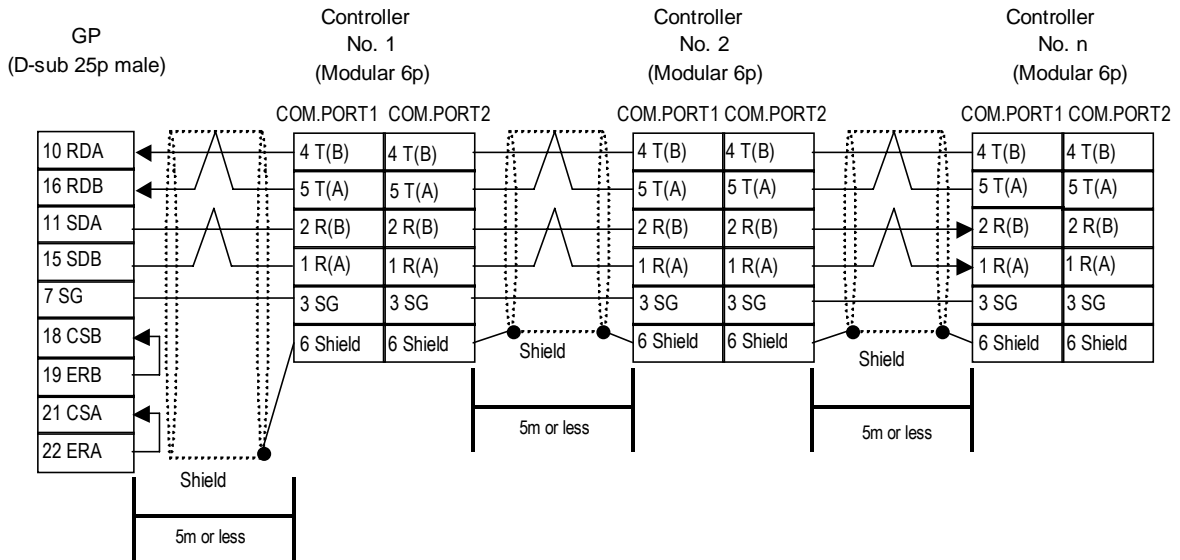 GP
(D-sub 25p male)
Controller
No. 1
(Modular 6p)
Controller
No. 2
(Modular 6p)
Controller
No. n
(Modular 6p)
COM.PORT1 COM.PORT2
COM.PORT1 COM.PORT2
COM.PORT1 COM.PORT2
10 RDA
16 RDB
11 SDA
15 SDB
7 SG
18 CSB
19 ERB
21 CSA
22 ERA
4 T(B) 4 T(B)
5 T(A) 5 T(A)
2 R(B) 2 R(B)
1 R(A) 1 R(A)
3 SG 3 SG
6 Shield 6 Shield
4 T(B) 4 T(B)
5 T(A) 5 T(A)
2 R(B) 2 R(B)
1 R(A) 1 R(A)
3 SG 3 SG
6 Shield 6 Shield
4 T(B) 4 T(B)
5 T(A) 5 T(A)
2 R(B) 2 R(B)
1 R(A) 1 R(A)
3 SG 3 SG
6 Shield 6 Shield
Shield
Shield
Shield
5m or less
5m or less
5m or less